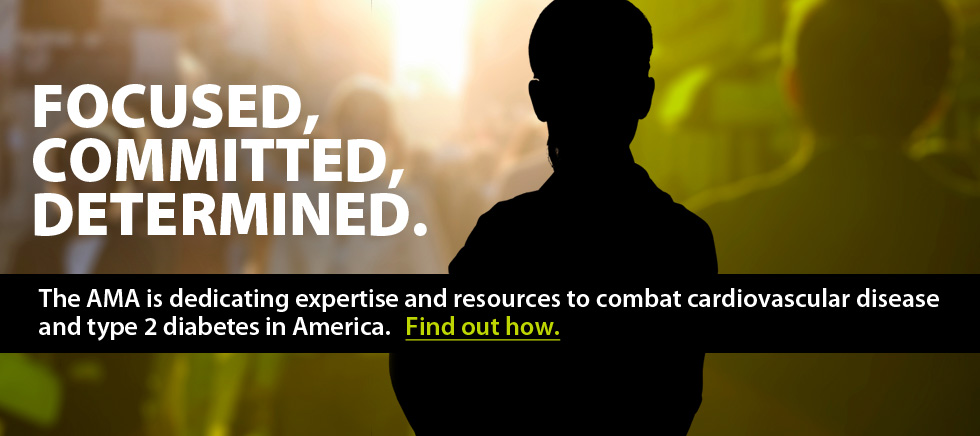 FOCUSED,
COMMITTED,
DETERMINED.
The AMA is dedicating expertise and resources to combat cardiovascular disease
and type 2 diabetes in America. Find out how.